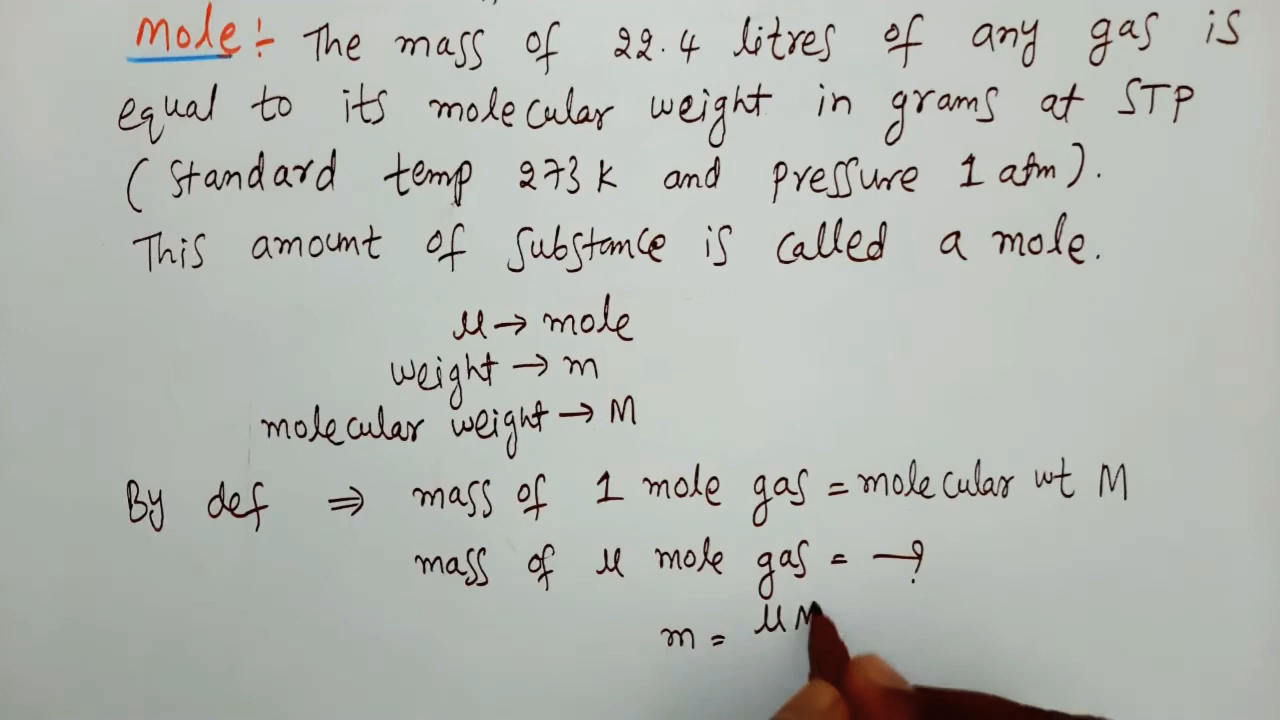 Mole:- The mass of 22.4 litres of any gas is
equal to its molecular weight in grams at STP
(Standard temp 273 K and pressure 1 atm).
This amount of substance is called a mole.
μ → mole
weight → m
molecular weight → M
By def ⇒ mass of 1 mole gas = molecular wt M
mass of μ mole gas = —?
m = μM